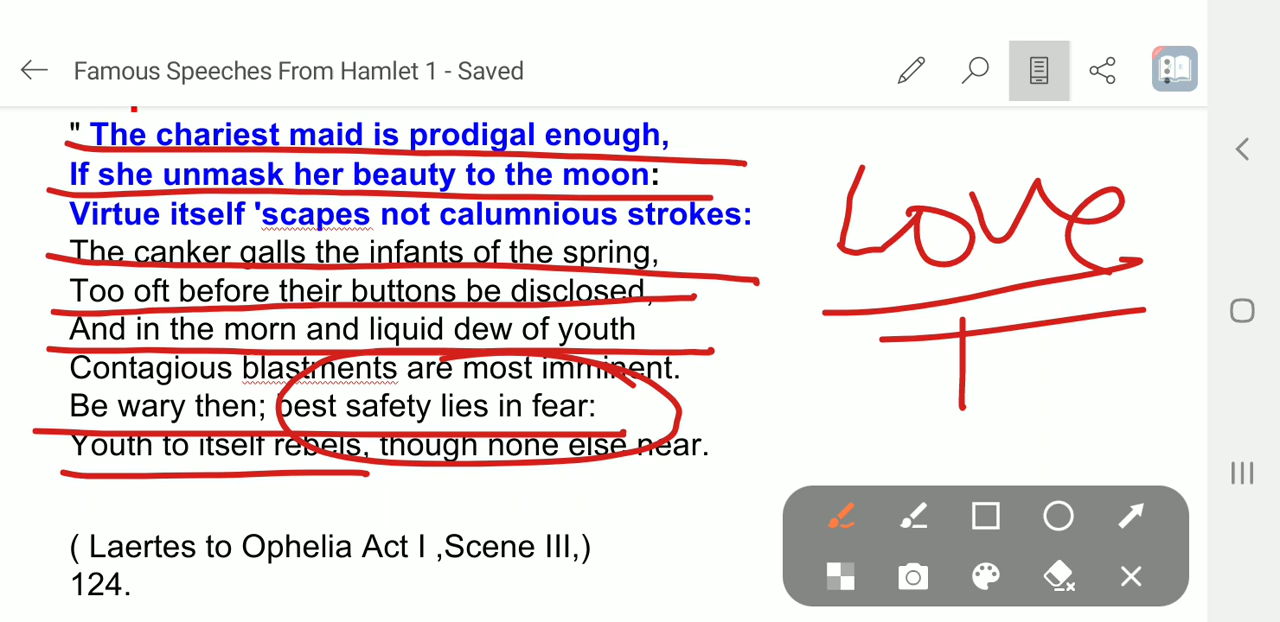 Famous Speeches From Hamlet 1 - Saved
" The chariest maid is prodigal enough,
If she unmask her beauty to the moon:
Virtue itself 'scapes not calumnious strokes:
The canker galls the infants of the spring,
Too oft before their buttons be disclosed,
And in the morn and liquid dew of youth
Contagious blastments are most imminent.
Be wary then; best safety lies in fear:
Youth to itself rebels, though none else near.
( Laertes to Ophelia Act I ,Scene III,)
124.
Love